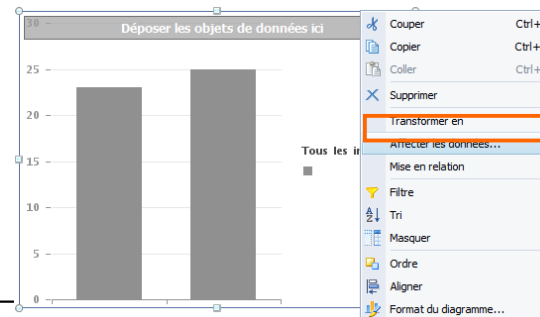 30
Déposer les objets de données ici
25
20
15
10
5
0
Tous les in
Couper Ctrl+
Copier Ctrl+
Coller Ctrl+
Supprimer
Transformer en
Affecter les données...
Mise en relation
Filtre
Tri
Masquer
Ordre
Aligner
Format du diagramme...